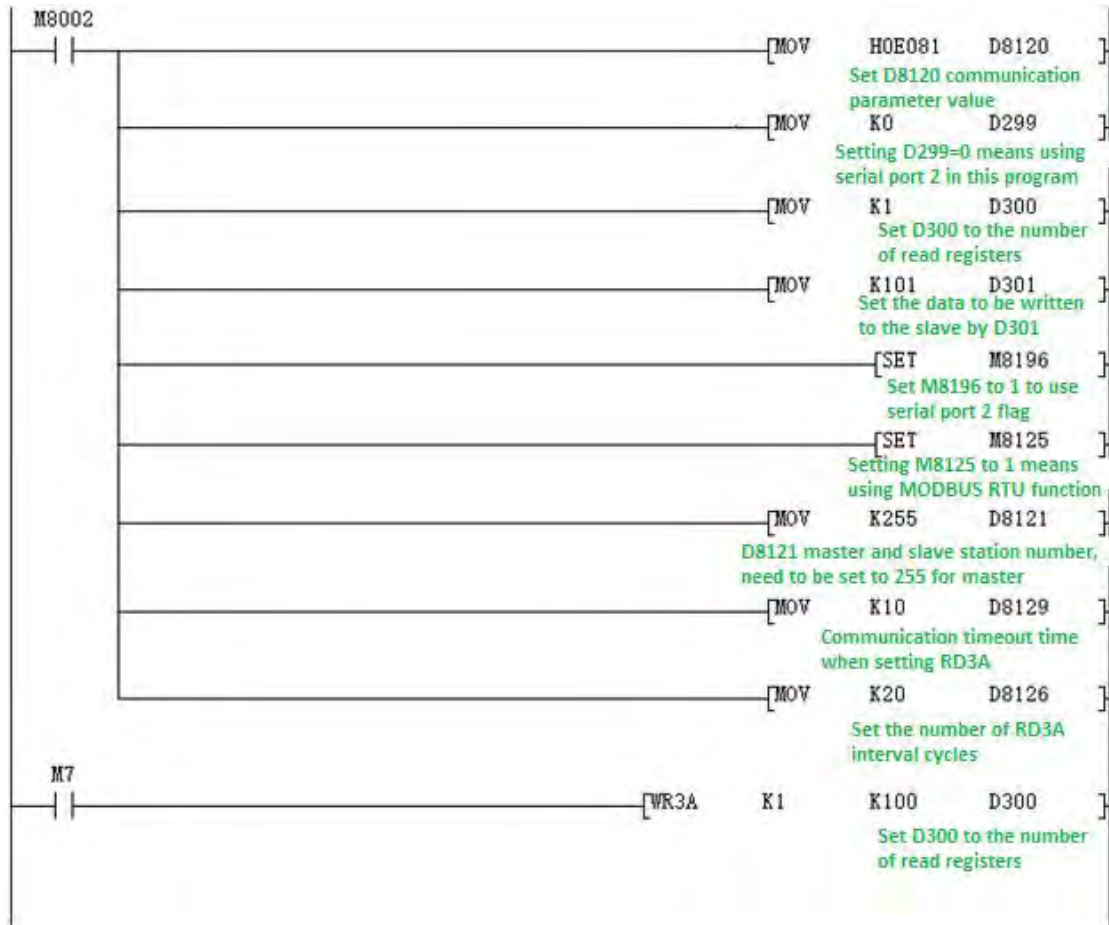 M8002
[MOV H0E081 D8120 ]
Set D8120 communication
parameter value
[MOV K0 D299 ]
Setting D299=0 means using
serial port 2 in this program
[MOV K1 D300 ]
Set D300 to the number
of read registers
[MOV K101 D301 ]
Set the data to be written
to the slave by D301
[SET M8196 ]
Set M8196 to 1 to use
serial port 2 flag
[SET M8125 ]
Setting M8125 to 1 means
using MODBUS RTU function
[MOV K255 D8121 ]
D8121 master and slave station number,
need to be set to 255 for master
[MOV K10 D8129 ]
Communication timeout time
when setting RD3A
[MOV K20 D8126 ]
Set the number of RD3A
interval cycles
M7
[WR3A K1 K100 D300 ]
Set D300 to the number
of read registers